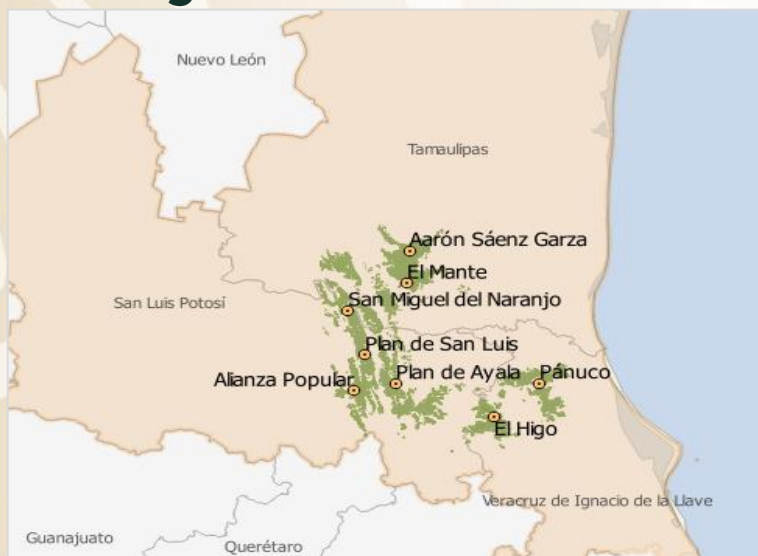 Nuevo León
Tamaulipas
Aarón Sáenz Garza
El Mante
San Luis Potosí
San Miguel del Naranjo
Plan de San Luis
Alianza Popular
Plan de Ayala
Pánuco
El Higo
Veracruz de Ignacio de la Llave
Guanajuato
Querétaro